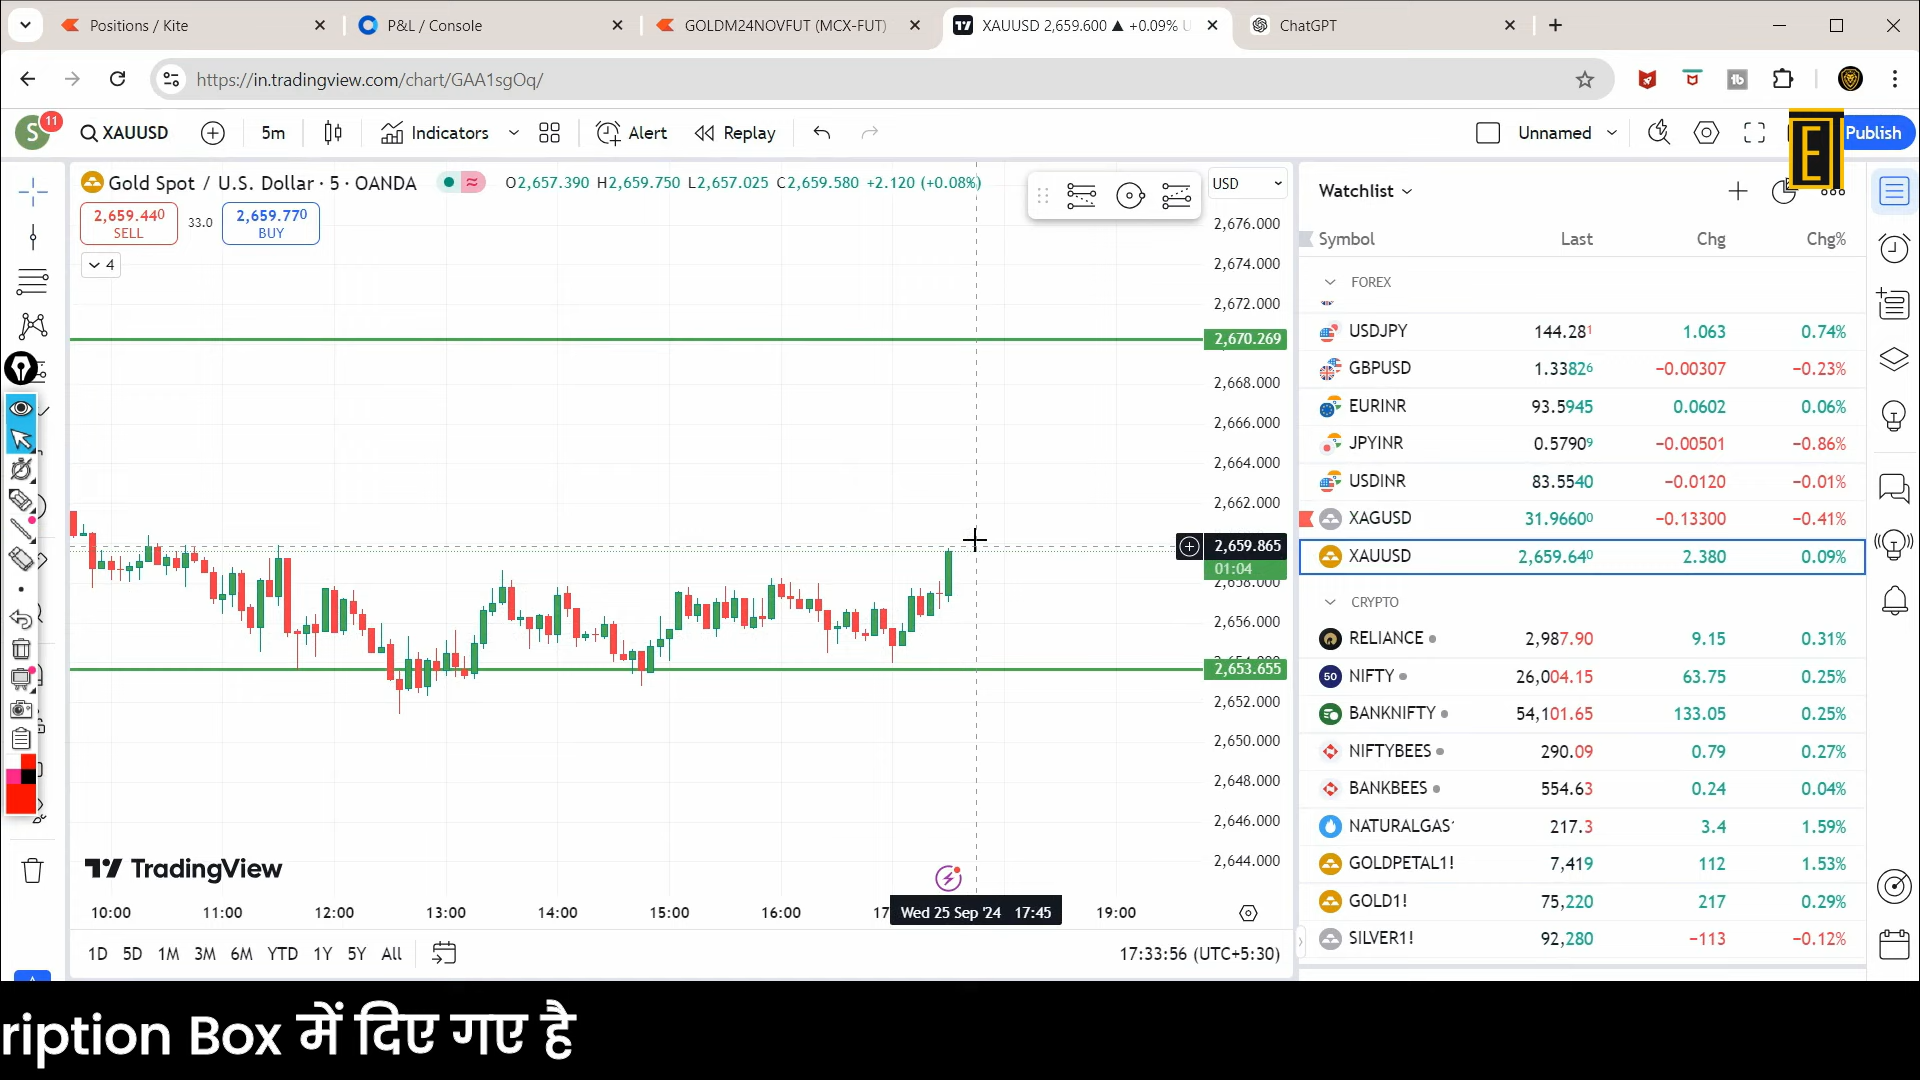 Positions / Kite
P&L / Console
GOLDM24NOVFUT (MCX-FUT)
XAUUSD 2,659.600 ▲ +0.09% U
ChatGPT
https://in.tradingview.com/chart/GAA1sgOq/
S
11
XAUUSD
5m
Indicators
Alert
Replay
Unnamed
E
Publish
Gold Spot / U.S. Dollar · 5 · OANDA
O2,657.390 H2,659.750 L2,657.025 C2,659.580 +2.120 (+0.08%)
2,659.440
SELL
33.0
2,659.770
BUY
4
USD
2,676.000
2,674.000
2,672.000
2,670.269
2,668.000
2,666.000
2,664.000
2,662.000
2,659.865
01:04
2,658.000
2,656.000
2,653.655
2,652.000
2,650.000
2,648.000
2,646.000
2,644.000
TradingView
10:00 11:00 12:00 13:00 14:00 15:00 16:00 Wed 25 Sep '24 17:45 19:00
1D 5D 1M 3M 6M YTD 1Y 5Y All
17:33:56 (UTC+5:30)
Watchlist
Symbol Last Chg Chg%
FOREX
USDJPY 144.281 1.063 0.74%
GBPUSD 1.33826 −0.00307 −0.23%
EURINR 93.5945 0.0602 0.06%
JPYINR 0.57909 −0.00501 −0.86%
USDINR 83.5540 −0.0120 −0.01%
XAGUSD 31.96600 −0.13300 −0.41%
XAUUSD 2,659.640 2.380 0.09%
CRYPTO
RELIANCE 2,987.90 9.15 0.31%
NIFTY 26,004.15 63.75 0.25%
BANKNIFTY 54,101.65 133.05 0.25%
NIFTYBEES 290.09 0.79 0.27%
BANKBEES 554.63 0.24 0.04%
NATURALGAS 217.3 3.4 1.59%
GOLDPETAL1! 7,419 112 1.53%
GOLD1! 75,220 217 0.29%
SILVER1! 92,280 −113 −0.12%
ription Box में दिए गए है